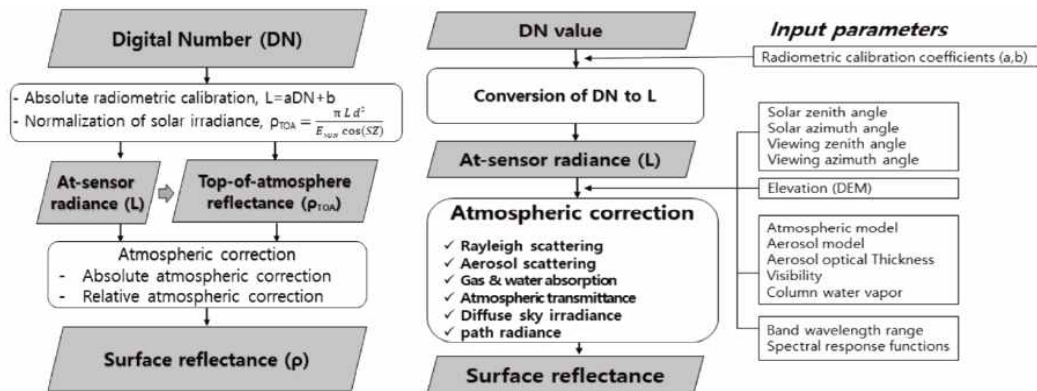 Digital Number (DN)
- Absolute radiometric calibration, L=aDN+b
- Normalization of solar irradiance, ρTOA = π L d² / E_SUN cos(SZ)
At-sensor
radiance (L)
Top-of-atmosphere
reflectance (ρTOA)
Atmospheric correction
- Absolute atmospheric correction
- Relative atmospheric correction
Surface reflectance (ρ)
DN value
Conversion of DN to L
At-sensor radiance (L)
Atmospheric correction
✓ Rayleigh scattering
✓ Aerosol scattering
✓ Gas & water absorption
✓ Atmospheric transmittance
✓ Diffuse sky irradiance
✓ path radiance
Surface reflectance
Input parameters
Radiometric calibration coefficients (a,b)
Solar zenith angle
Solar azimuth angle
Viewing zenith angle
Viewing azimuth angle
Elevation (DEM)
Atmospheric model
Aerosol model
Aerosol optical Thickness
Visibility
Column water vapor
Band wavelength range
Spectral response functions